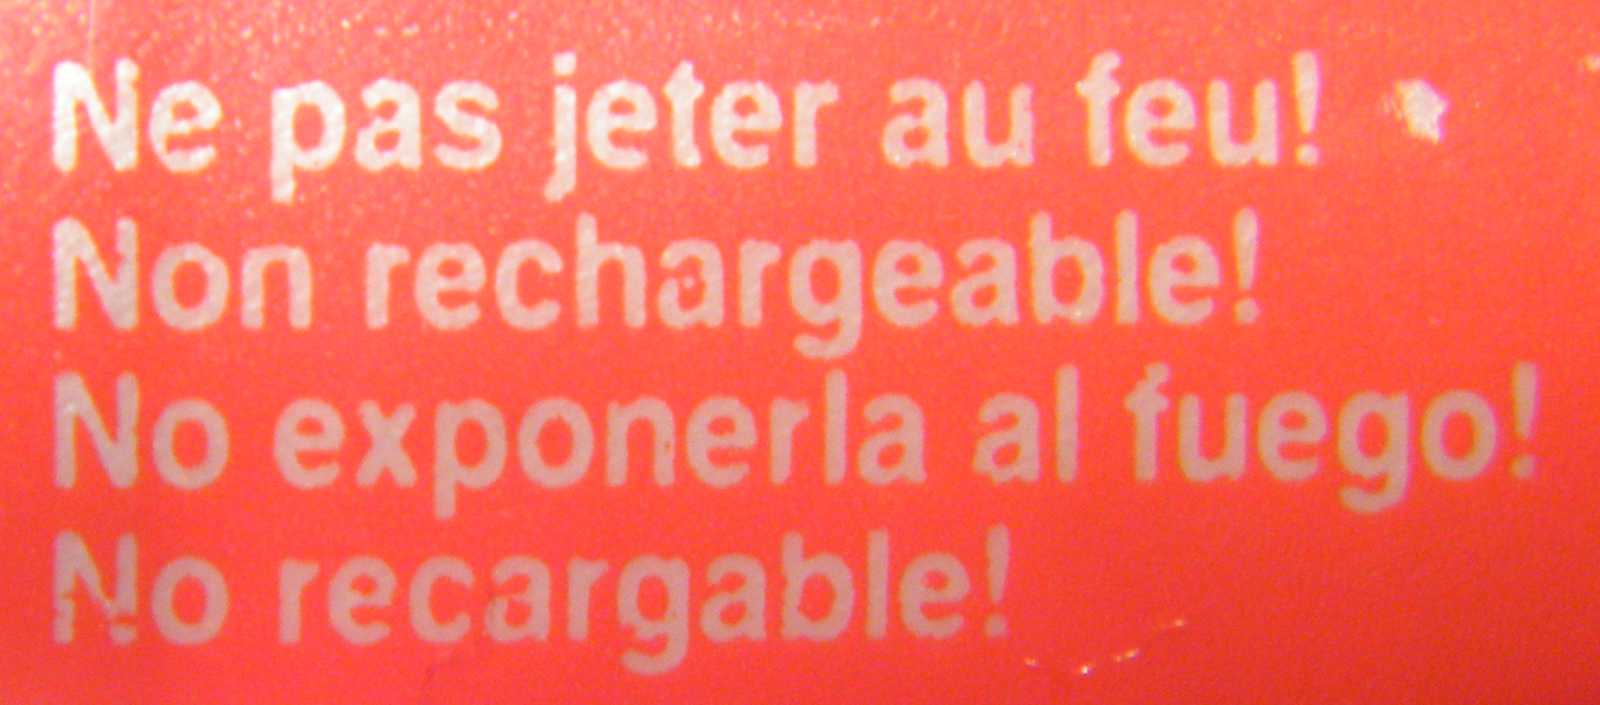 Ne pas jeter au feu!
Non rechargeable!
No exponerla al fuego!
No recargable!